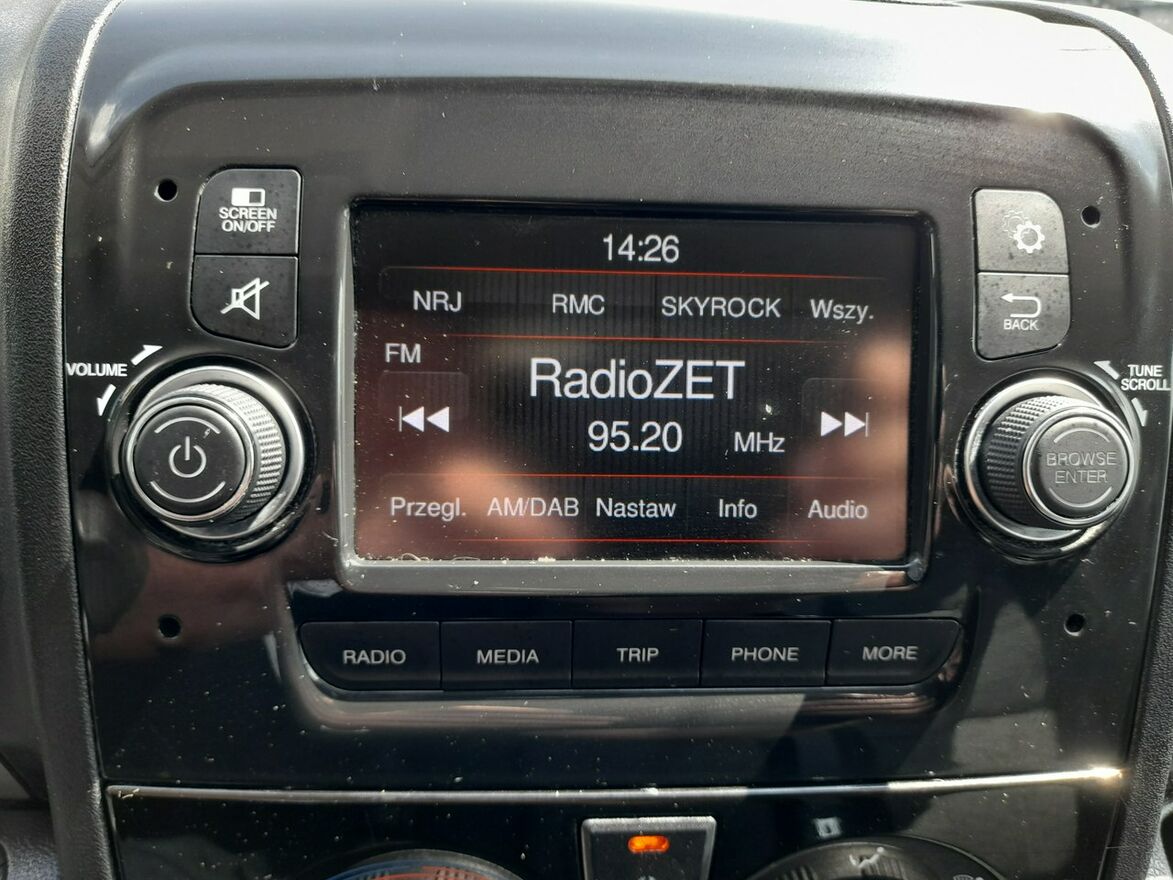 SCREEN
ON/OFF
14:26
NRJ RMC SKYROCK Wszy.
BACK
VOLUME
FM
RadioZET
TUNE
SCROLL
95.20 MHz
BROWSE
ENTER
Przegl. AM/DAB Nastaw Info Audio
RADIO MEDIA TRIP PHONE MORE